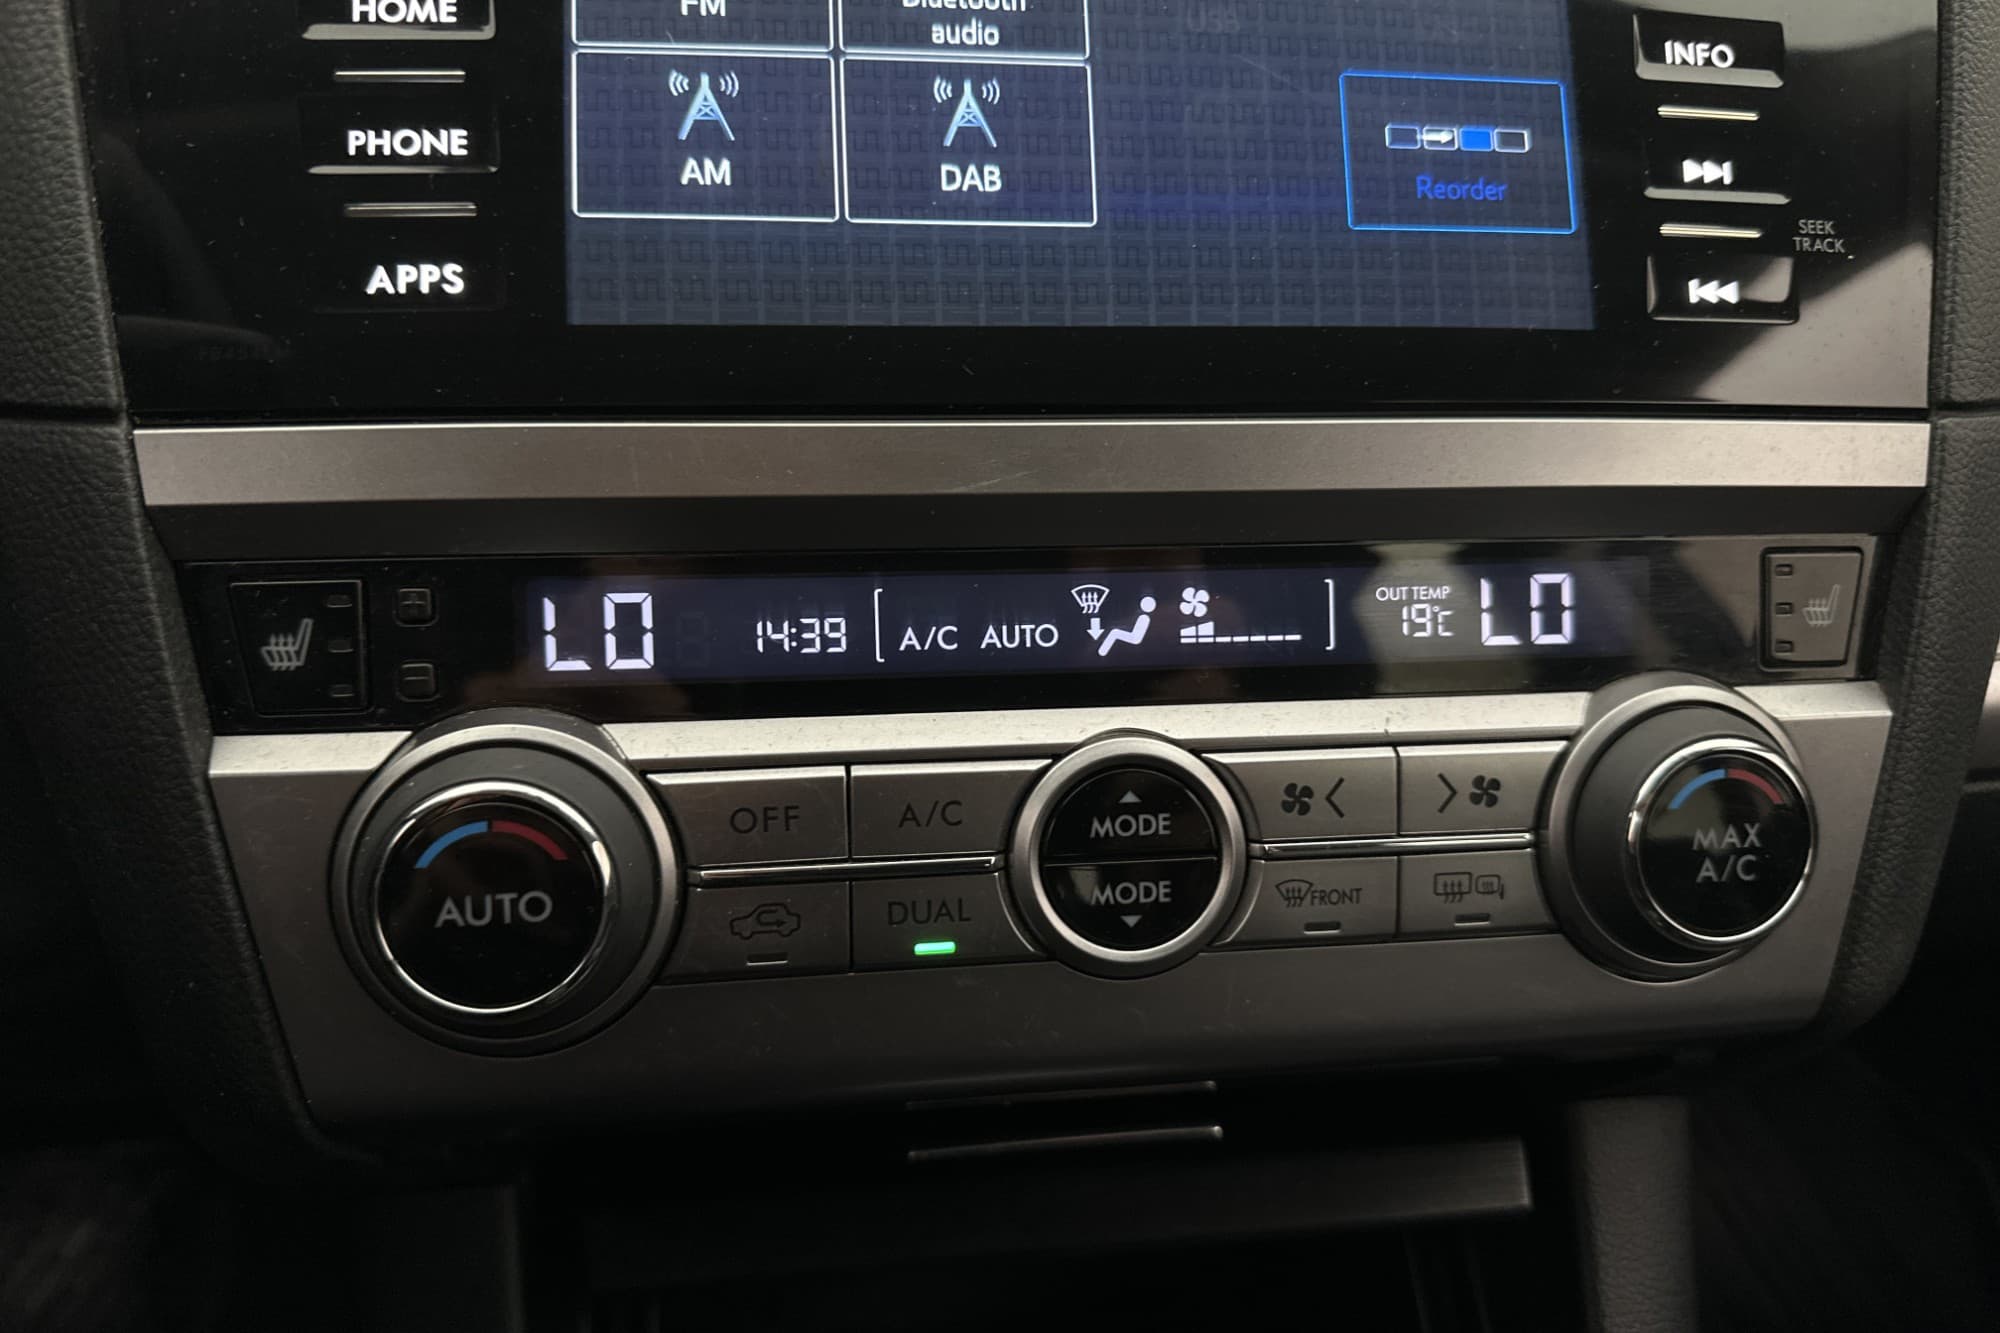 HOME
PHONE
APPS
FM
Bluetooth
audio
AM
DAB
Reorder
INFO
SEEK
TRACK
LO
14:39
A/C AUTO
OUT TEMP
19°C
LO
AUTO
OFF
A/C
DUAL
MODE
MODE
FRONT
MAX
A/C